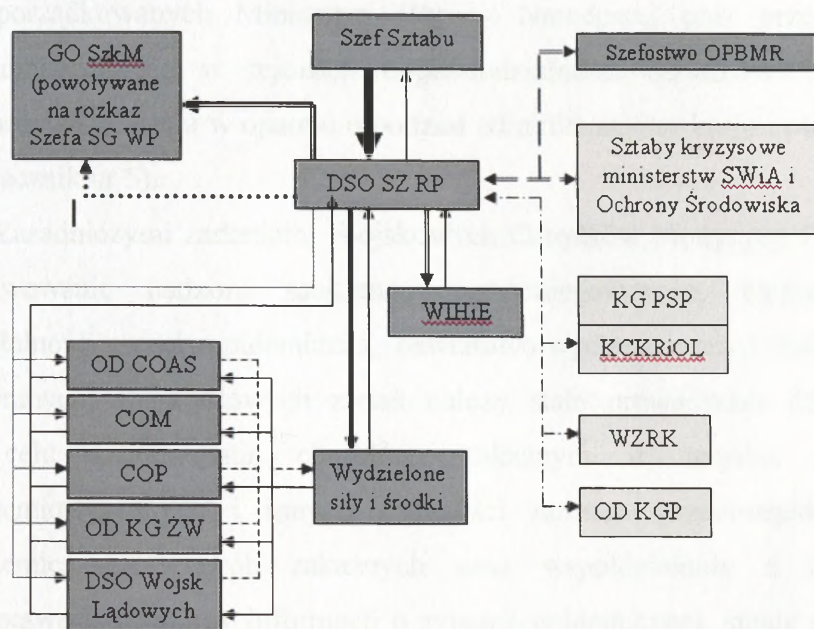 GO SzkM
(powoływane
na rozkaz
Szefa SG WP)
Szef Sztabu
Szefostwo OPBMR
Sztaby kryzysowe
ministerstw SWiA i
Ochrony Środowiska
DSO SZ RP
WIHiE
KG PSP
KCKRiOL
WZRK
OD KGP
OD COAS
COM
COP
OD KG ŻW
DSO Wojsk
Lądowych
Wydzielone
siły i środki